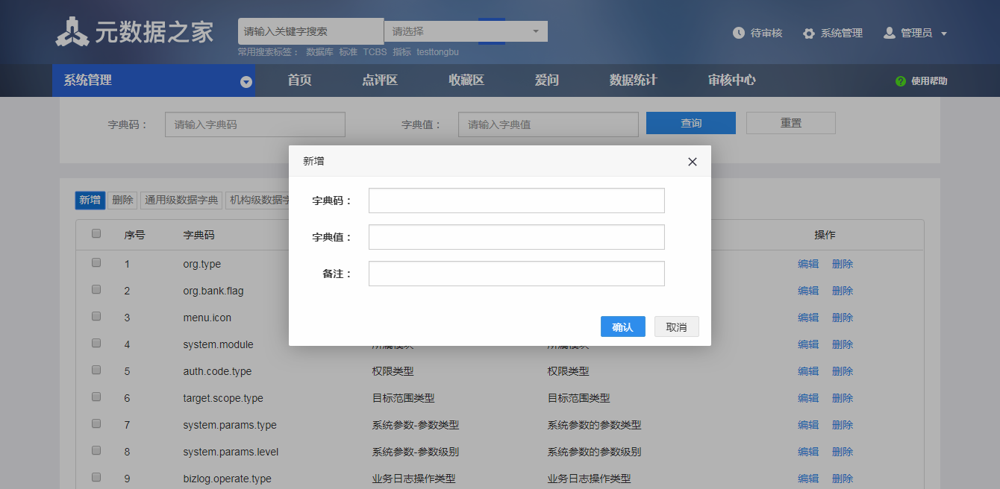 元数据之家
请输入关键字搜索
请选择
待审核
系统管理
管理员
常用搜索标签： 数据库 标准 TCBS 指标 testtongbu
系统管理
首页
点评区
收藏区
爱问
数据统计
审核中心
? 使用帮助
字典码：
请输入字典码
字典值：
请输入字典值
查询
重置
新增
字典码：
字典值：
备注：
确认
取消
新增
删除
通用级数据字典
机构级数据字
序号 字典码 操作
1 org.type 编辑 删除
2 org.bank.flag 编辑 删除
3 menu.icon 编辑 删除
4 system.module 所属模块 所属模块 编辑 删除
5 auth.code.type 权限类型 权限类型 编辑 删除
6 target.scope.type 目标范围类型 目标范围类型 编辑 删除
7 system.params.type 系统参数-参数类型 系统参数的参数类型 编辑 删除
8 system.params.level 系统参数-参数级别 系统参数的参数级别 编辑 删除
9 bizlog.operate.type 业务日志操作类型 业务日志操作类型 编辑 删除